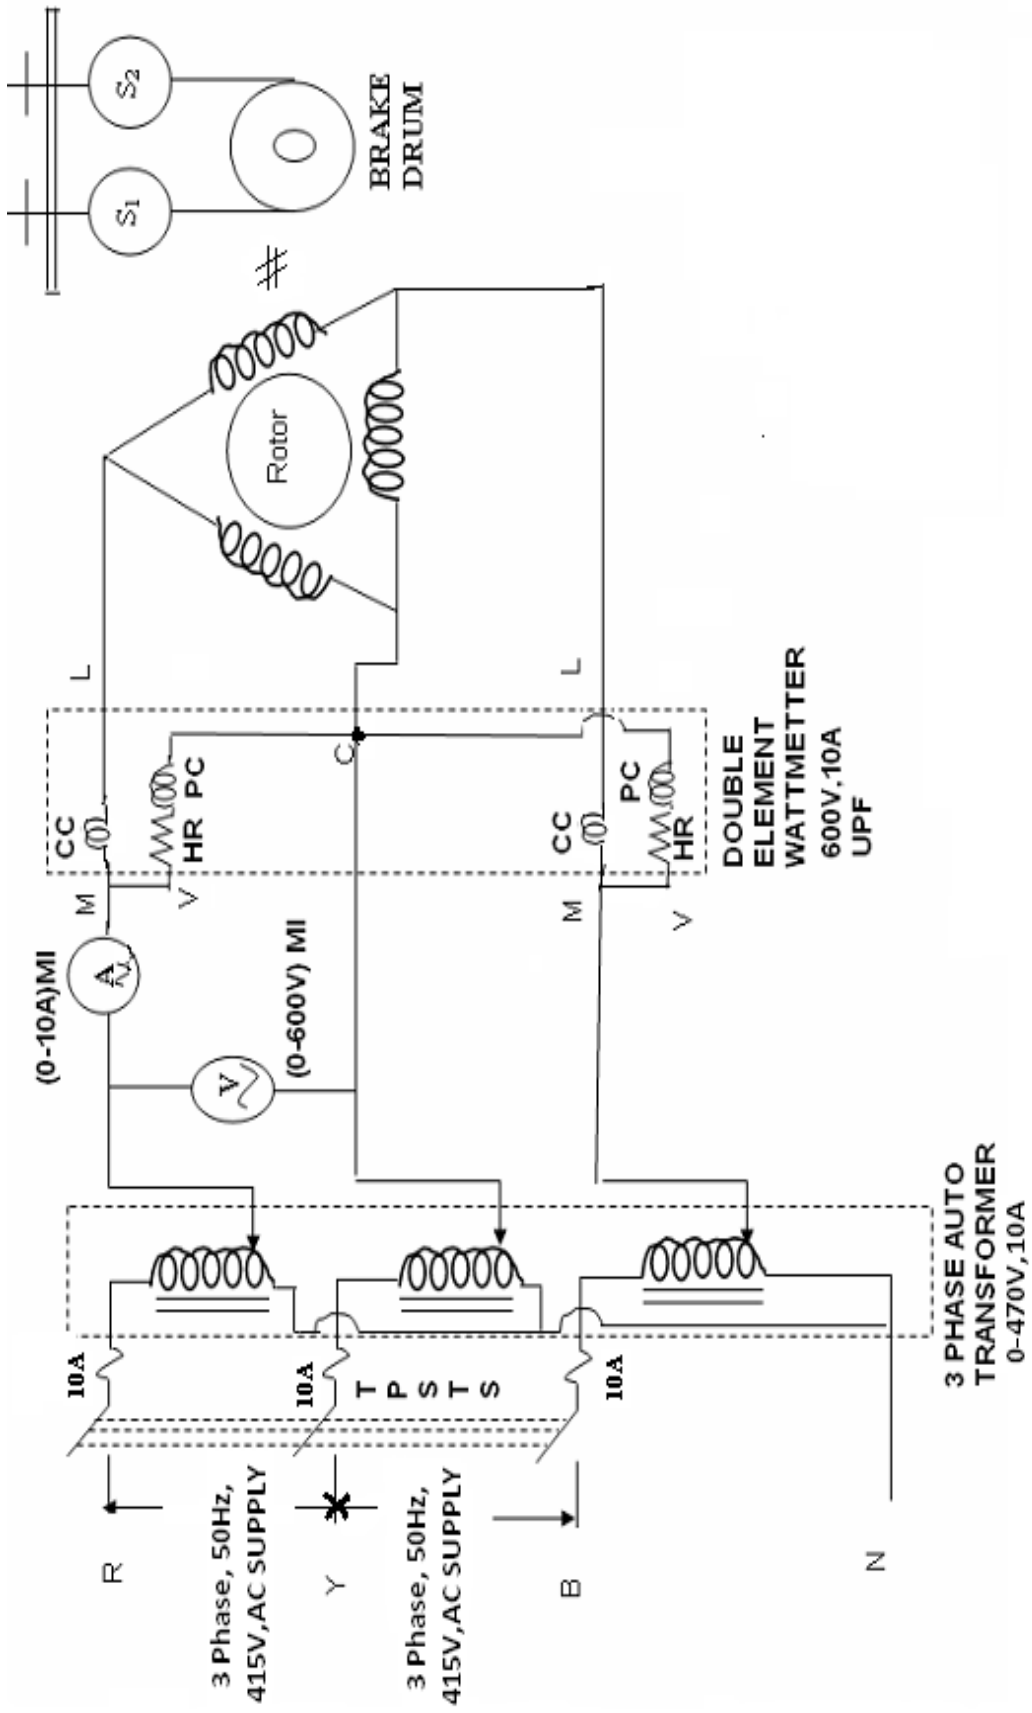 R
3 Phase, 50Hz,
415V,AC SUPPLY
Y
3 Phase, 50Hz,
415V,AC SUPPLY
B
N
10A
10A
10A
T
P
S
T
S
3 PHASE AUTO
TRANSFORMER
0-470V,10A
(0-10A)MI
A
V
(0-600V) MI
M
V
CC
HR PC
L
C
M
V
CC
PC
HR
L
DOUBLE
ELEMENT
WATTMETTER
600V,10A
UPF
Rotor
S1
S2
BRAKE
DRUM